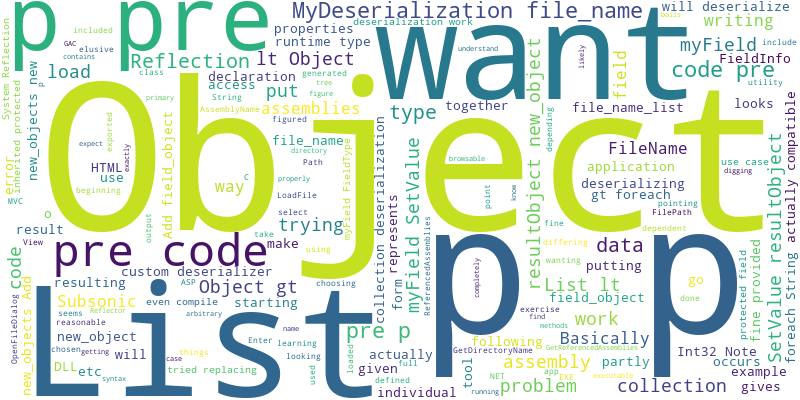 p pre
want
Object
List
p p
pre code
MyDeserialization file_name
will deserialize
deserialization work
writing
properties
runtime type
Reflection
lt Object
declaration
load
put
access
assemblies
myField
code pre
FieldInfo
include
utility
looks
file_name_list
together
type
field
FileName
use case
application
deserializing
gt foreach
digging
pointing
FilePath
dependent
browsable
included
GAC
elusive
contains
class
System Reflection
inherited protected
new_objects new
error
MVC
expect
HTML
use
beginning
exactly
primary
exported
Add field_object
generated
tree
figure
AssemblyName
String
figured
file_name
directory
way
C
Path
properly
LoadFile
select
trying
myField FieldType
collection deserialization
form represents
myField SetValue
ReferencedAssemblies
understand
likely
depending
point
know
resultObject new_object
fine
differing
wanting
data
putting
List lt
field_object
work
done
go
protected field
foreach String
fine provided
SetValue resultObject
actually compatible
o
result
View
code
OpenFileDialog
new_objects Add
resulting
Subsonic
seems
reasonable
chosen
getting
DLL
etc
syntax
output
custom deserializer
even compile
ASP
arbitrary
new_object
Reflector
will
case
things
tried replacing
Object gt
starting
make
take
using
choosing
Enter
learning
looking
name
used
loaded
full
defined
pre p
actually
given
individual
completely
following
tool
problem
assembly
GetDirectoryName
GetReferencedAssemblies
app
NET
EXE
executable
running
Basically
exercise
find
methods
partly
collection
Int32 Note
occurs
example
gives
boils